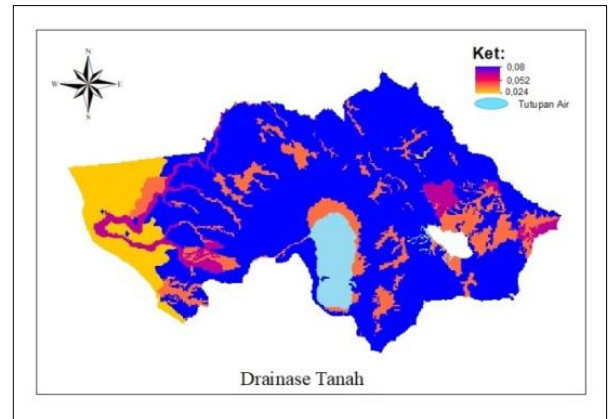 N
W
U
S
Ket:
0,08
0,052
0,024
Tutupan Air
Drainase Tanah